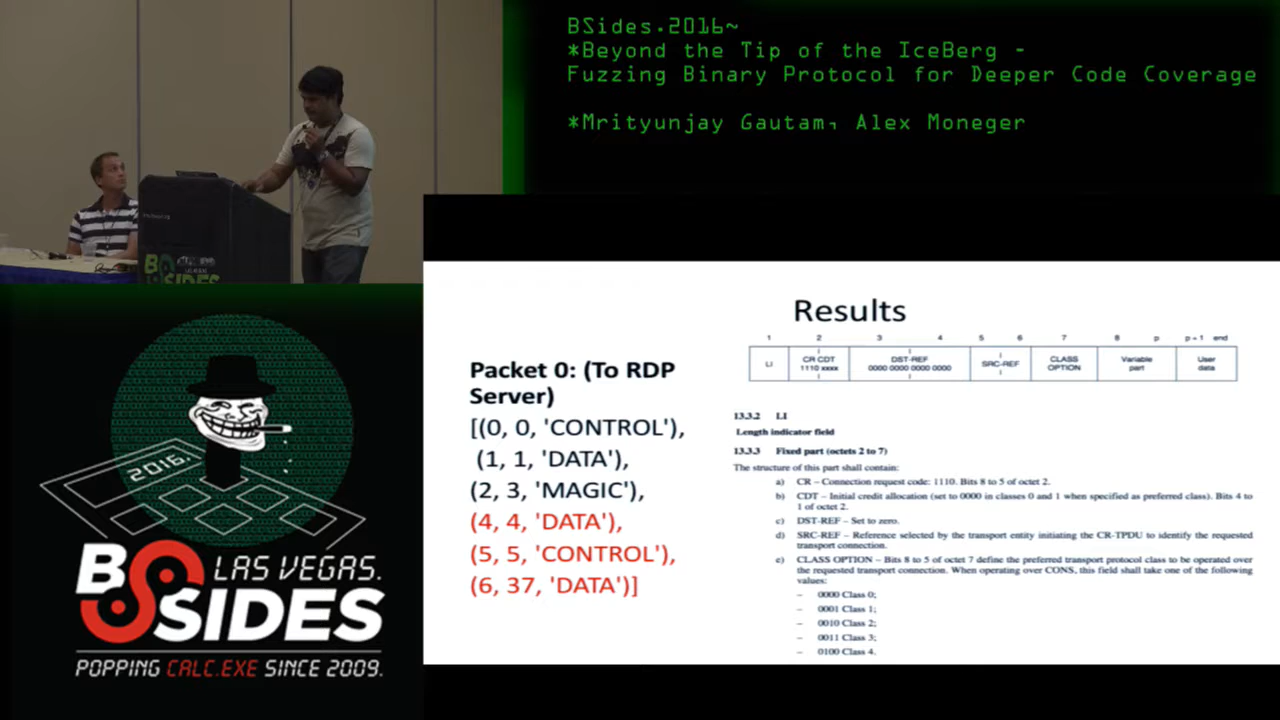 BSides.2016~
*Beyond the Tip of the IceBerg -
Fuzzing Binary Protocol for Deeper Code Coverage
*Mrityunjay Gautam, Alex Moneger
Results
Packet 0: (To RDP
Server)
[(0, 0, 'CONTROL'),
(1, 1, 'DATA'),
(2, 3, 'MAGIC'),
(4, 4, 'DATA'),
(5, 5, 'CONTROL'),
(6, 37, 'DATA')]
1 2 3 4 5 6 7 8 p p + 1 end
LI
CR CDT
1110 xxxx
DST-REF
0000 0000 0000 0000
SRC-REF
CLASS
OPTION
Variable
part
User
data
13.3.2 LI
Length indicator field
13.3.3 Fixed part (octets 2 to 7)
The structure of this part shall contain:
a) CR – Connection request code: 1110. Bits 8 to 5 of octet 2.
b) CDT – Initial credit allocation (set to 0000 in classes 0 and 1 when specified as preferred class). Bits 4 to
1 of octet 2.
c) DST-REF – Set to zero.
d) SRC-REF – Reference selected by the transport entity initiating the CR-TPDU to identify the requested
transport connection.
e) CLASS OPTION – Bits 8 to 5 of octet 7 define the preferred transport protocol class to be operated over
the requested transport connection. When operating over CONS, this field shall take one of the following
values:
– 0000 Class 0;
– 0001 Class 1;
– 0010 Class 2;
– 0011 Class 3;
– 0100 Class 4.
BSIDES
2016.
BSIDES
LAS VEGAS.
POPPING CALC.EXE SINCE 2009.